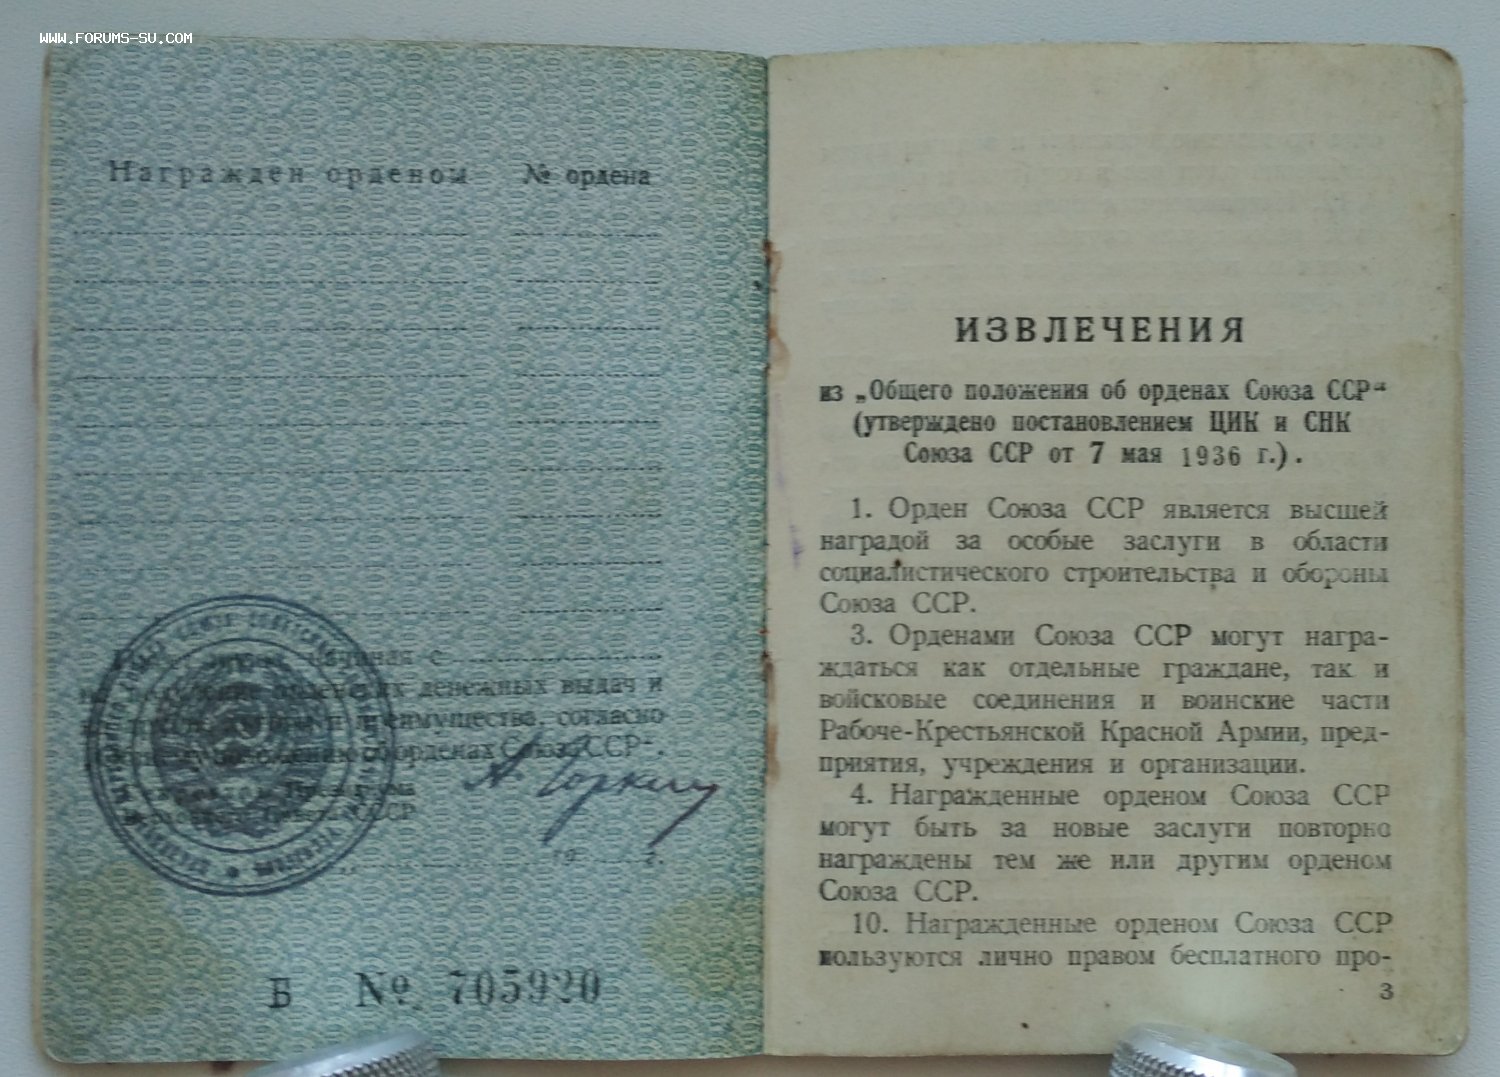 WWW.FORUMS-SU.COM
Награжден орденом № ордена
с
денежных выдач и
преимущества, согласно
об орденах Союза ССР“.
Президиума
СССР
А. Горкин
19 г.
Б № 705920
ИЗВЛЕЧЕНИЯ
из „Общего положения об орденах Союза ССР“
(утверждено постановлением ЦИК и СНК
Союза ССР от 7 мая 1936 г.).
1. Орден Союза ССР является высшей
наградой за особые заслуги в области
социалистического строительства и обороны
Союза ССР.
3. Орденами Союза ССР могут награ-
ждаться как отдельные граждане, так и
войсковые соединения и воинские части
Рабоче-Крестьянской Красной Армии, пред-
приятия, учреждения и организации.
4. Награжденные орденом Союза ССР
могут быть за новые заслуги повторно
награждены тем же или другим орденом
Союза ССР.
10. Награжденные орденом Союза ССР
пользуются лично правом бесплатного про-
3